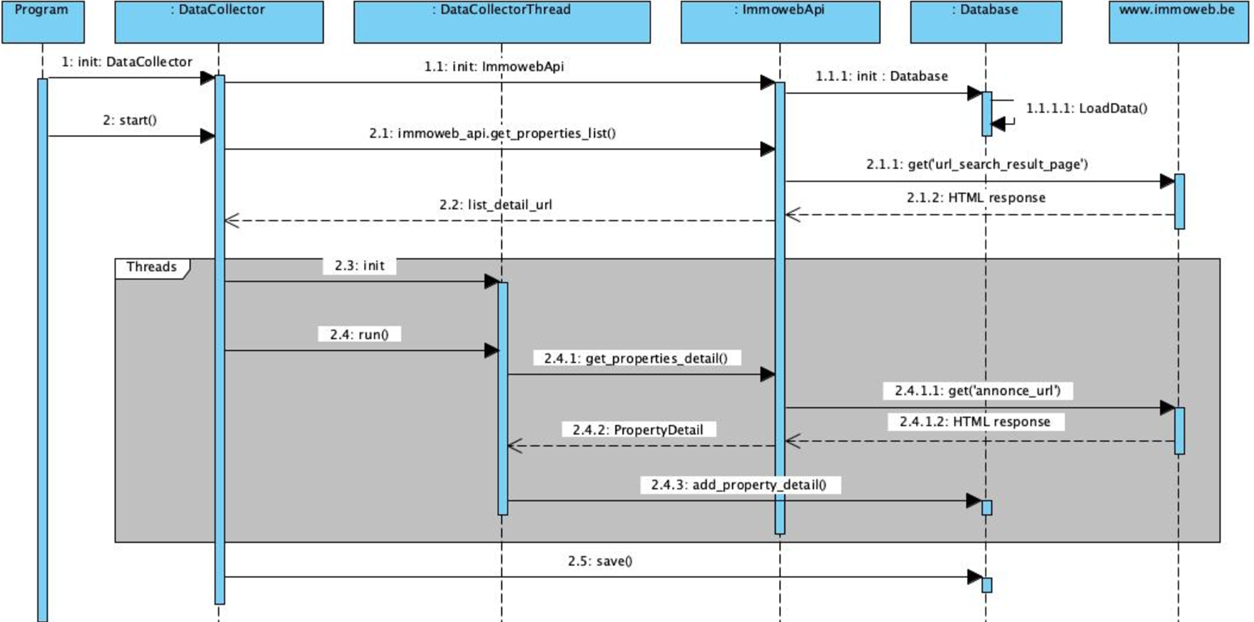 Program
: DataCollector
: DataCollectorThread
: ImmowebApi
: Database
www.immoweb.be
1: init: DataCollector
1.1: init: ImmowebApi
1.1.1: init : Database
1.1.1.1: LoadData()
2: start()
2.1: immoweb_api.get_properties_list()
2.1.1: get('url_search_result_page')
2.1.2: HTML response
2.2: list_detail_url
Threads
2.3: init
2.4: run()
2.4.1: get_properties_detail()
2.4.1.1: get('annonce_url')
2.4.1.2: HTML response
2.4.2: PropertyDetail
2.4.3: add_property_detail()
2.5: save()